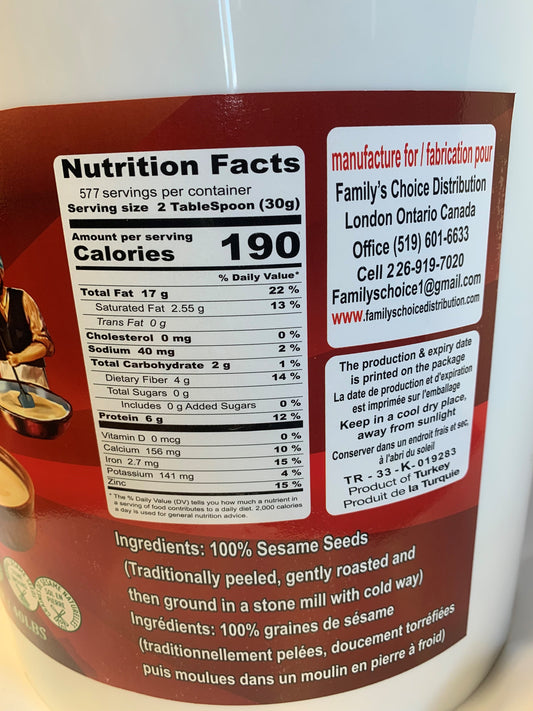 Nutrition Facts
577 servings per container
Serving size 2 TableSpoon (30g)
Amount per serving
Calories 190
% Daily Value*
Total Fat 17 g 22 %
Saturated Fat 2.55 g 13 %
Trans Fat 0 g
Cholesterol 0 mg 0 %
Sodium 40 mg 2 %
Total Carbohydrate 2 g 1 %
Dietary Fiber 4 g 14 %
Total Sugars 0 g
Includes 0 g Added Sugars 0 %
Protein 6 g 12 %
Vitamin D 0 mcg 0 %
Calcium 156 mg 10 %
Iron 2.7 mg 15 %
Potassium 141 mg 4 %
Zinc 15 %
* The % Daily Value (DV) tells you how much a nutrient in
a serving of food contributes to a daily diet. 2,000 calories
a day is used for general nutrition advice.
manufacture for / fabrication pour
Family's Choice Distribution
London Ontario Canada
Office (519) 601-6633
Cell 226-919-7020
Familyschoice1@gmail.com
www.familyschoicedistribution.com
The production & expiry date
is printed on the package
La date de production et d'expiration
est imprimée sur l'emballage
Keep in a cool dry place,
away from sunlight
Conserver dans un endroit frais et sec,
à l'abri du soleil
TR - 33 - K - 019283
Product of Turkey
Produit de la Turquie
Ingredients: 100% Sesame Seeds
(Traditionally peeled, gently roasted and
then ground in a stone mill with cold way)
Ingrédients: 100% graines de sésame
(traditionnellement pelées, doucement torréfiées
puis moulues dans un moulin en pierre à froid)
40LBS